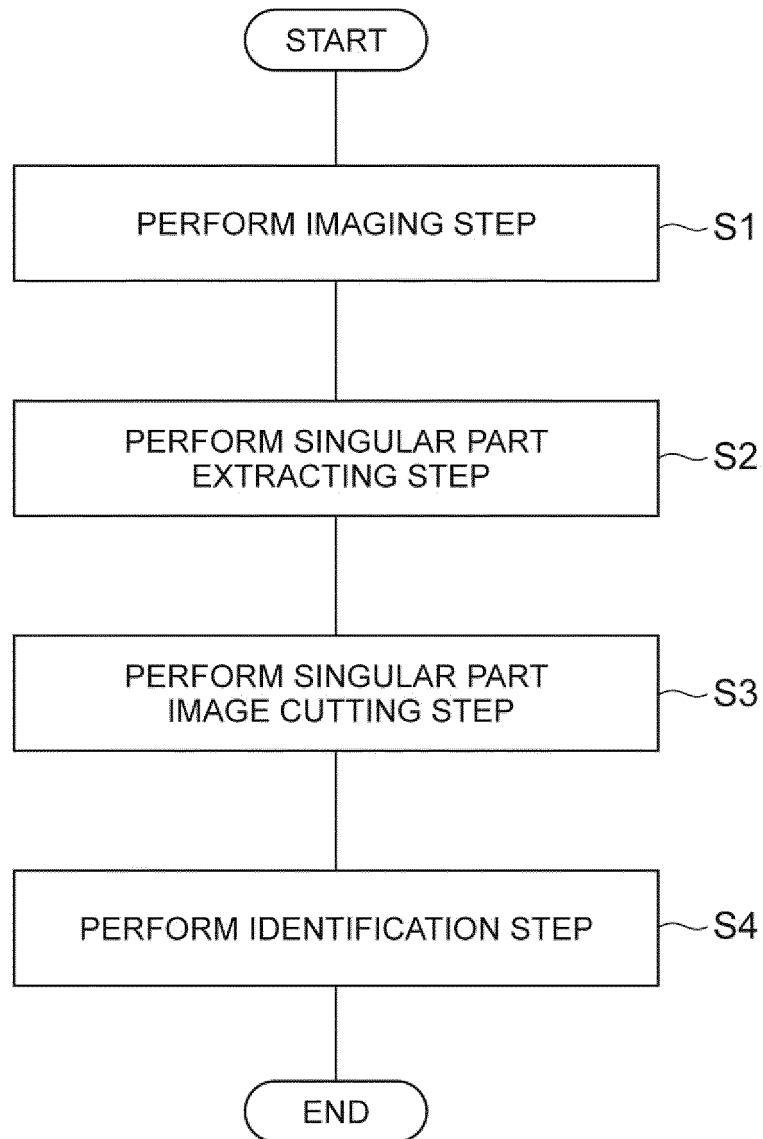 START
PERFORM IMAGING STEP
S1
PERFORM SINGULAR PART
EXTRACTING STEP
S2
PERFORM SINGULAR PART
IMAGE CUTTING STEP
S3
PERFORM IDENTIFICATION STEP
S4
END